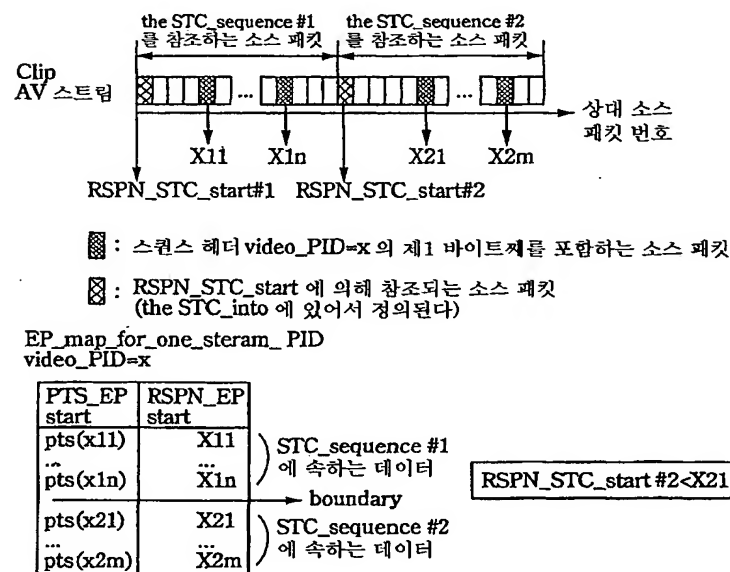 the STC_sequence #1 the STC_sequence #2
를 참조하는 소스 패킷 를 참조하는 소스 패킷
Clip
AV 스트림
... ...
상대 소스
패킷 번호
X11 X1n X21 X2m
RSPN_STC_start#1 RSPN_STC_start#2
: 스퀀스 헤더 video_PID=x 의 제1 바이트째를 포함하는 소스 패킷
: RSPN_STC_start 에 의해 참조되는 소스 패킷
(the STC_into 에 있어서 정의된다)
EP_map_for_one_steram_ PID
video_PID=x
PTS_EP RSPN_EP
start start
pts(x11) X11
... ...
pts(x1n) X1n
STC_sequence #1
에 속하는 데이터
boundary
RSPN_STC_start #2<X21
pts(x21) X21
... ...
pts(x2m) X2m
STC_sequence #2
에 속하는 데이터